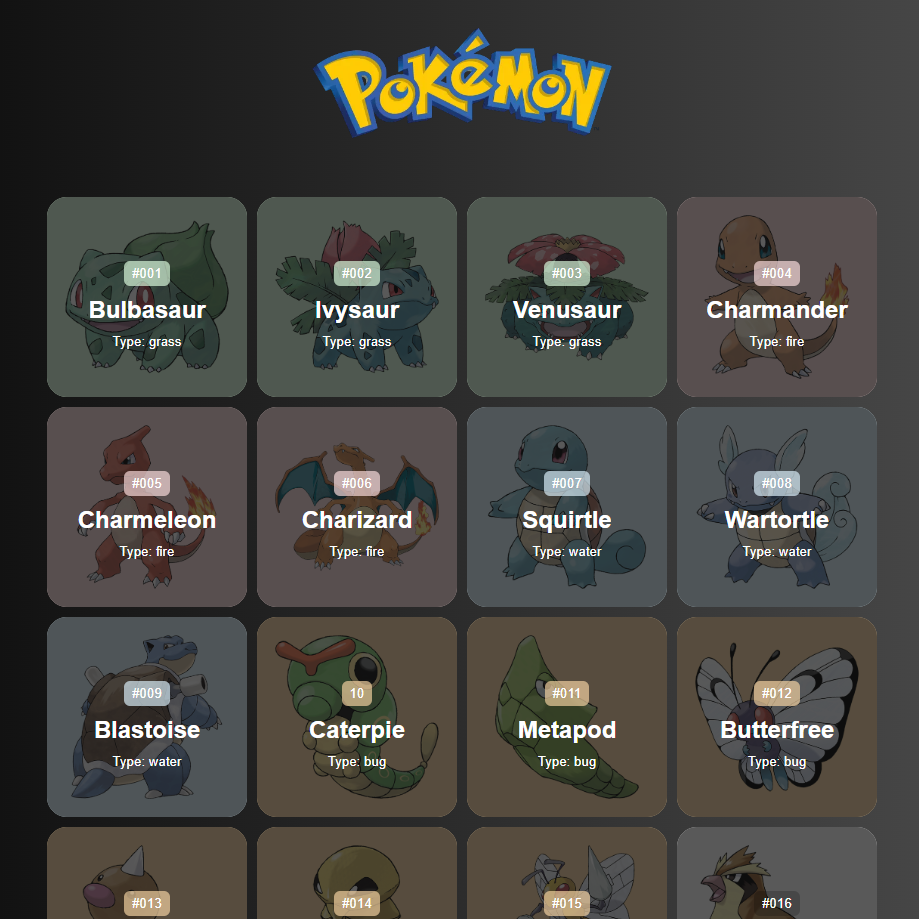 POKéMON
#001
Bulbasaur
Type: grass
#002
Ivysaur
Type: grass
#003
Venusaur
Type: grass
#004
Charmander
Type: fire
#005
Charmeleon
Type: fire
#006
Charizard
Type: fire
#007
Squirtle
Type: water
#008
Wartortle
Type: water
#009
Blastoise
Type: water
10
Caterpie
Type: bug
#011
Metapod
Type: bug
#012
Butterfree
Type: bug
#013
#014
#015
#016